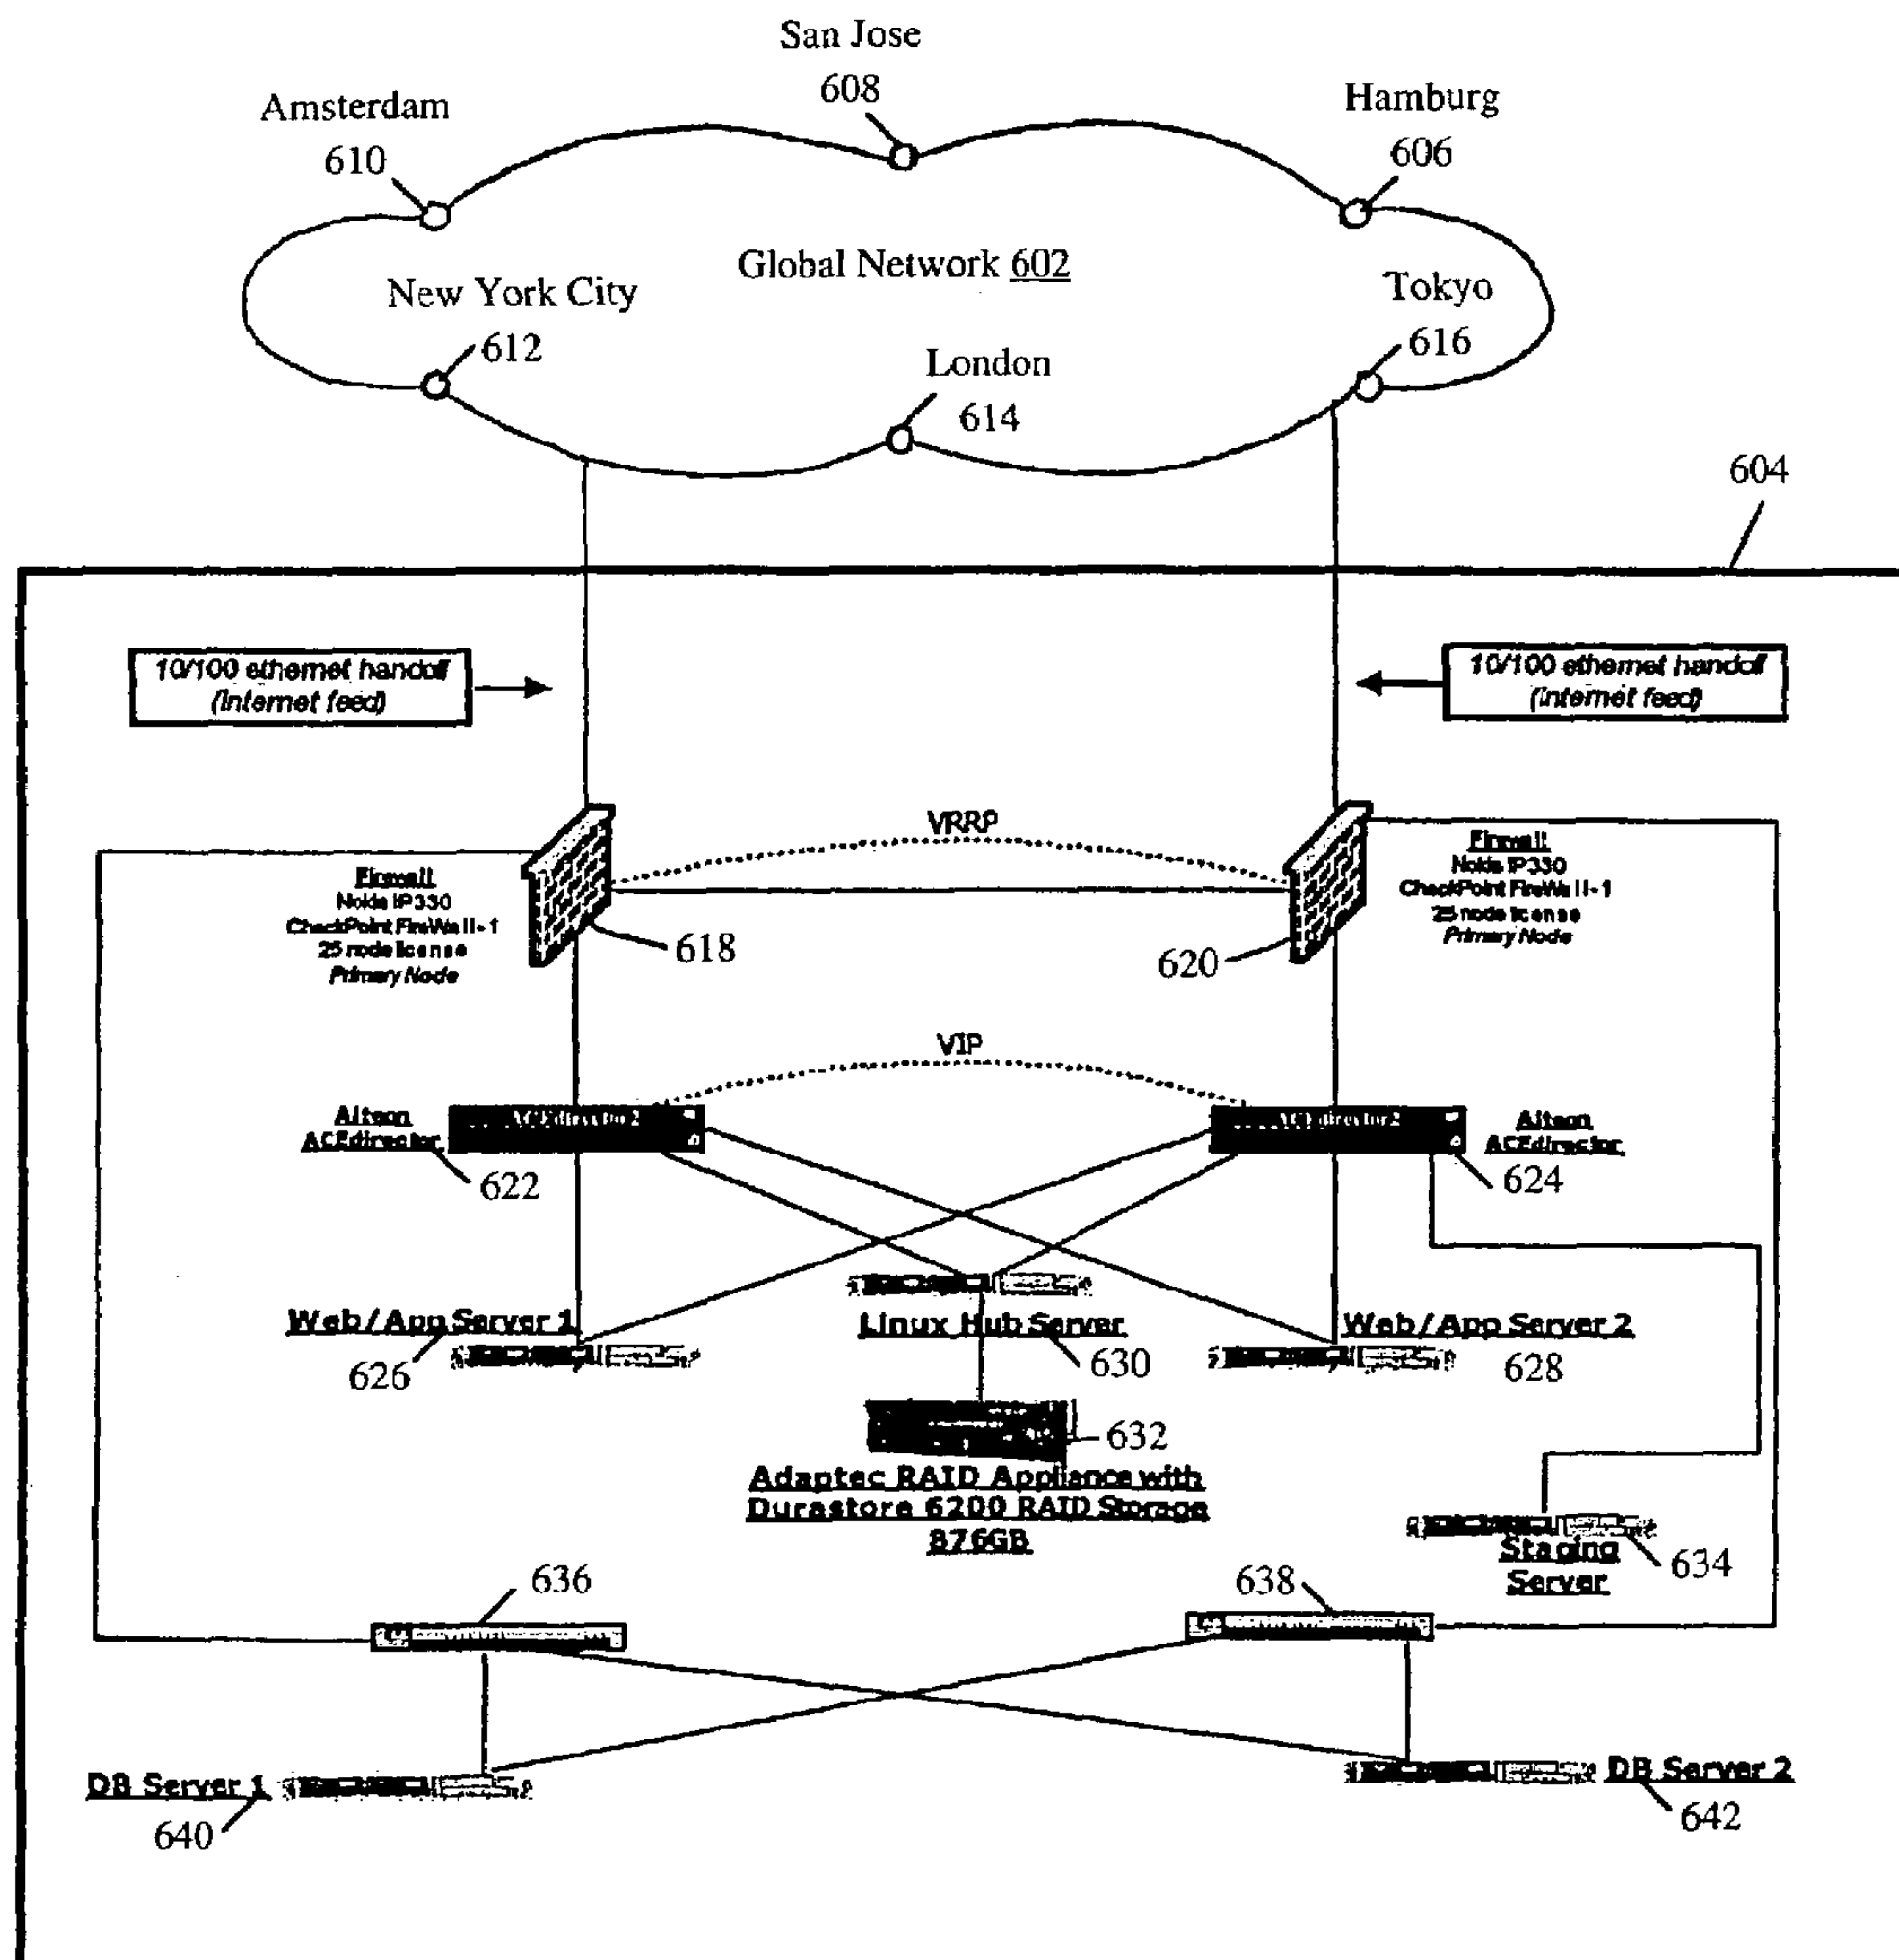 San Jose
608
Amsterdam
610
Hamburg
606
Global Network 602
New York City
612
Tokyo
616
London
614
604
10/100 ethernet handoff
(internet feed)
10/100 ethernet handoff
(internet feed)
VRRP
Firewall
Nokia IP330
CheckPoint FireWall-1
25 node license
Primary Node
618
Firewall
Nokia IP330
CheckPoint FireWall-1
25 node license
Primary Node
620
VIP
Alteon
ACEdirector
622
ACEdirector2
ACEdirector2
Alteon
ACEdirector
624
Web/App Server 1
626
Linux Hub Server
630
Web/App Server 2
628
632
Adaptec RAID Appliance with
Durastore 6200 RAID Storage
876GB
Staging
Server
634
636
638
DB Server 1
640
DB Server 2
642